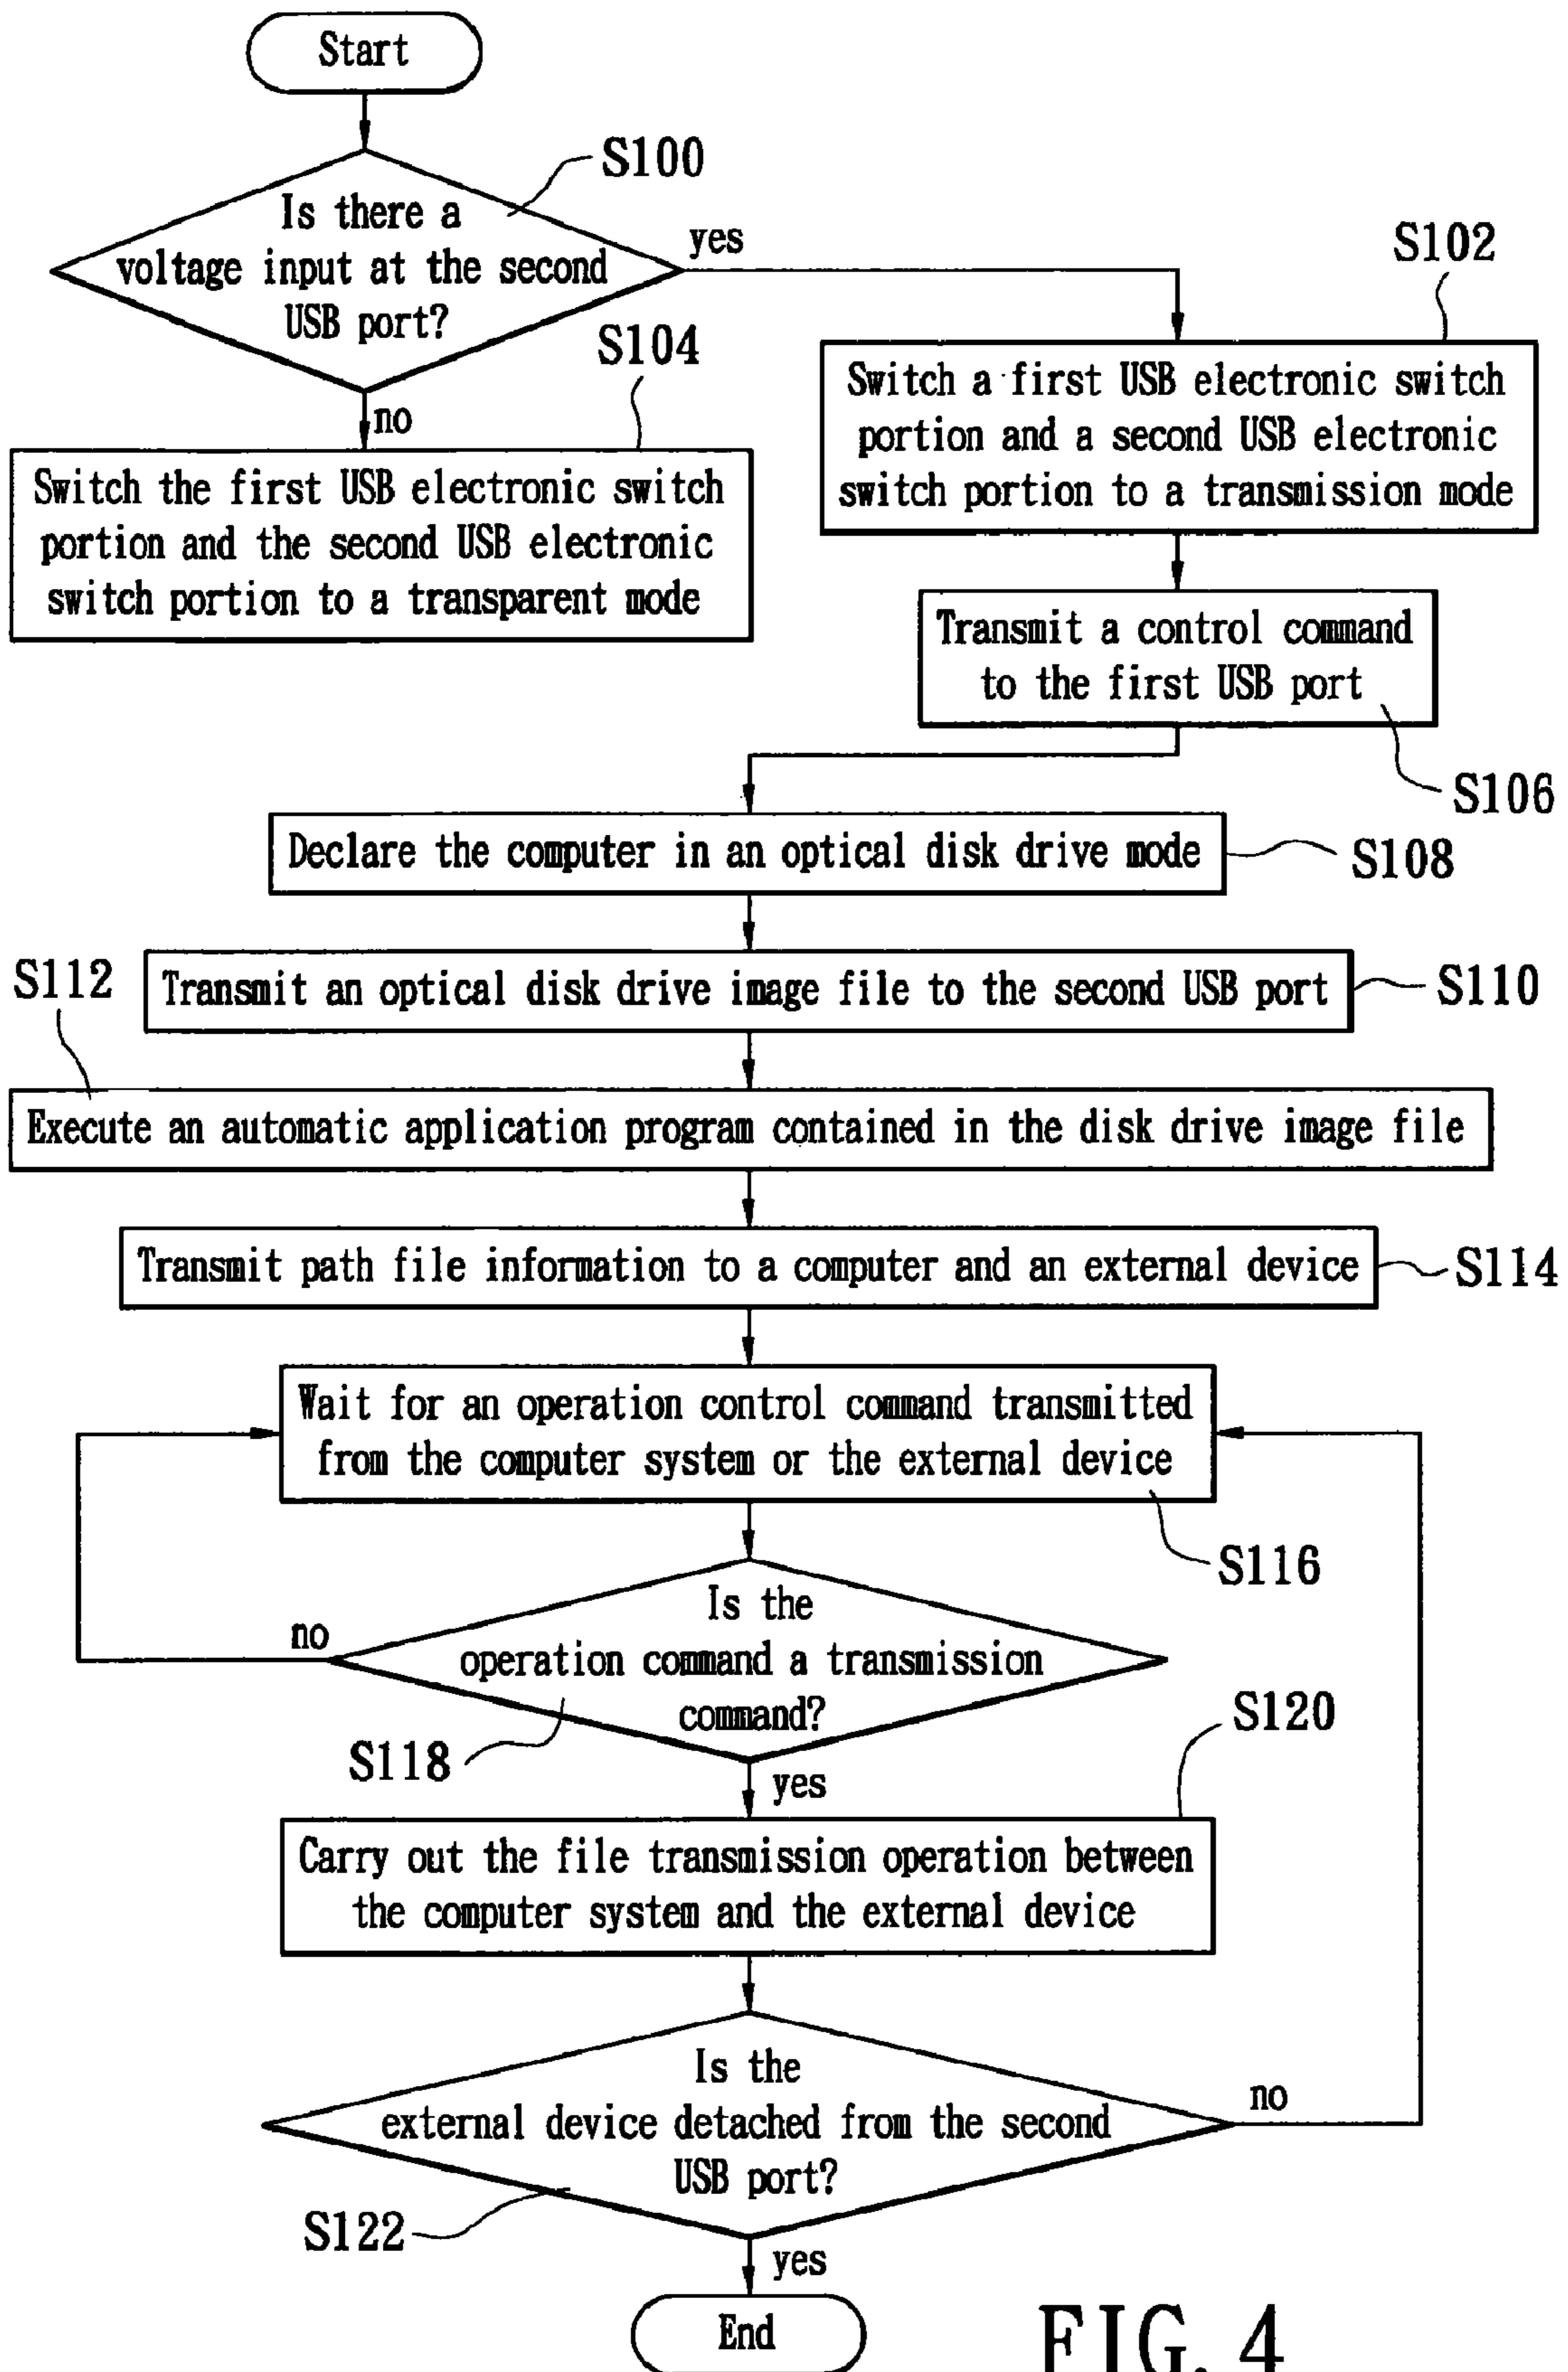 Start
S100
Is there a
voltage input at the second
USB port?
yes
S102
S104
no
Switch a first USB electronic switch
portion and a second USB electronic
switch portion to a transmission mode
Switch the first USB electronic switch
portion and the second USB electronic
switch portion to a transparent mode
Transmit a control command
to the first USB port
S106
Declare the computer in an optical disk drive mode
S108
S112
Transmit an optical disk drive image file to the second USB port
S110
Execute an automatic application program contained in the disk drive image file
Transmit path file information to a computer and an external device
S114
Wait for an operation control command transmitted
from the computer system or the external device
S116
no
Is the
operation command a transmission
command?
S118
yes
S120
Carry out the file transmission operation between
the computer system and the external device
Is the
external device detached from the second
USB port?
no
S122
yes
End
FIG. 4